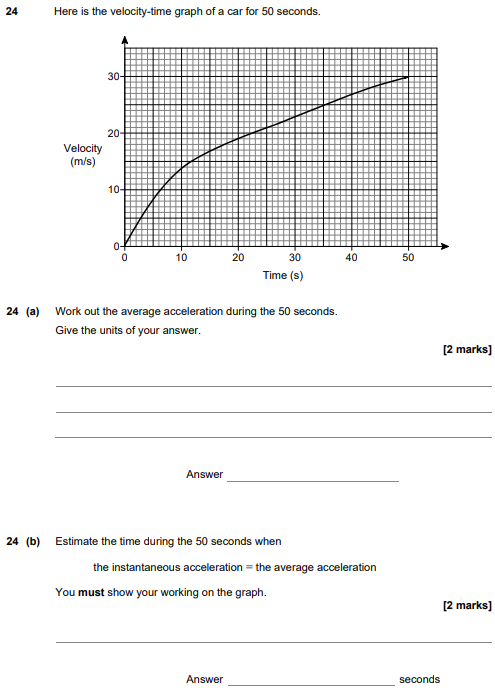 24 Here is the velocity-time graph of a car for 50 seconds.
30
20
Velocity
(m/s)
10
0
0 10 20 30 40 50
Time (s)
24 (a) Work out the average acceleration during the 50 seconds.
Give the units of your answer.
[2 marks]
Answer
24 (b) Estimate the time during the 50 seconds when
the instantaneous acceleration = the average acceleration
You must show your working on the graph.
[2 marks]
Answer seconds